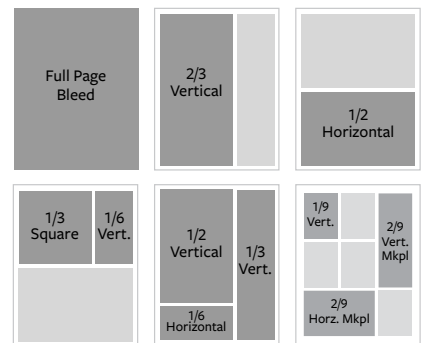 Full Page
Bleed
2/3
Vertical
1/2
Horizontal
1/3
Square
1/6
Vert.
1/2
Vertical
1/6
Horizontal
1/3
Vert.
1/9
Vert.
2/9
Vert.
Mkpl
2/9
Horz. Mkpl